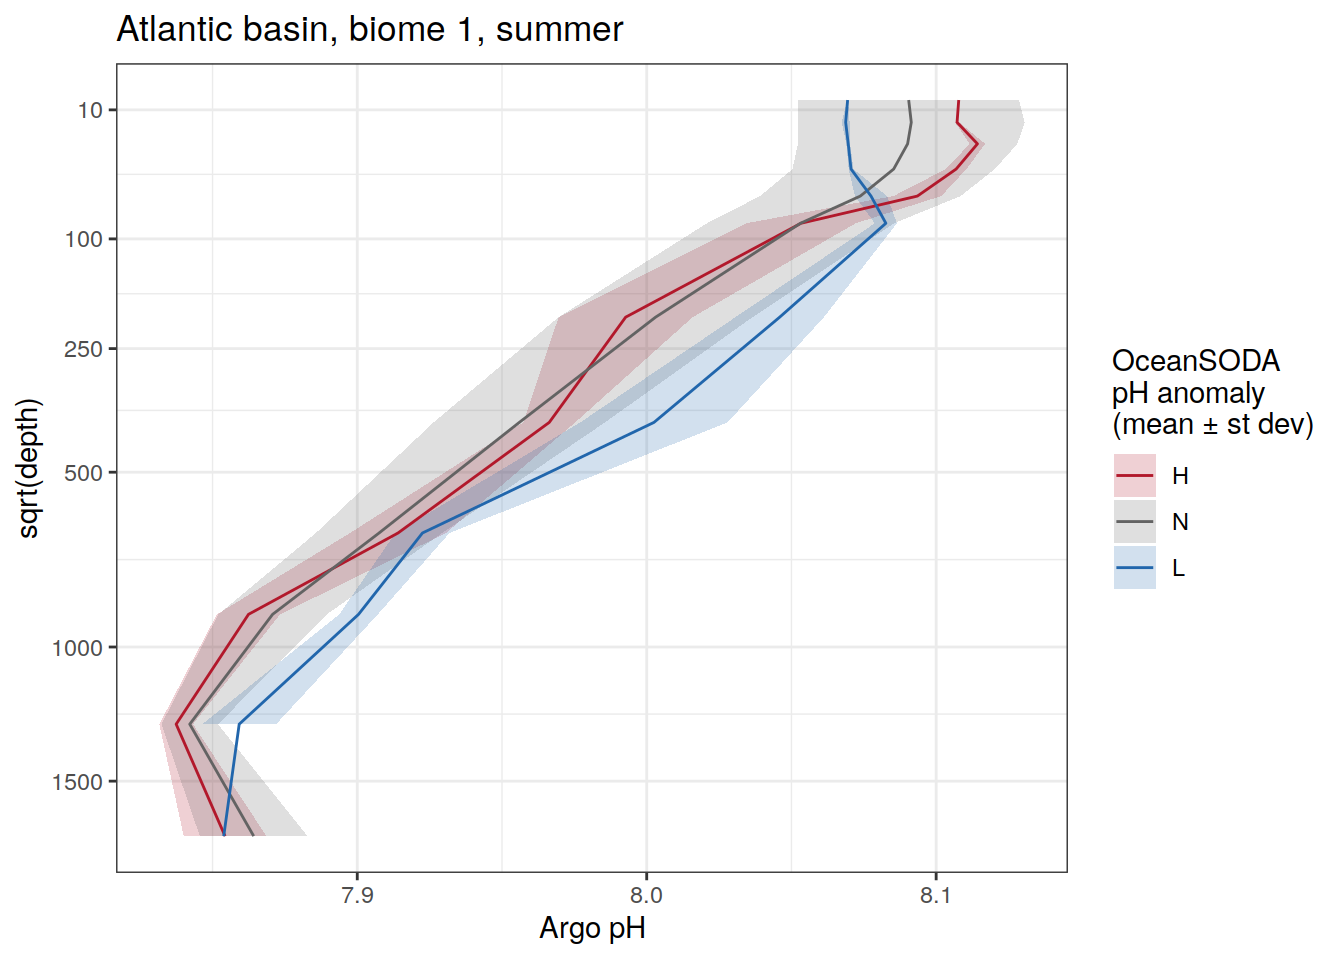 Atlantic basin, biome 1, summer
10
100
250
500
1000
1500
sqrt(depth)
7.9
8.0
8.1
Argo pH
OceanSODA
pH anomaly
(mean ± st dev)
H
N
L